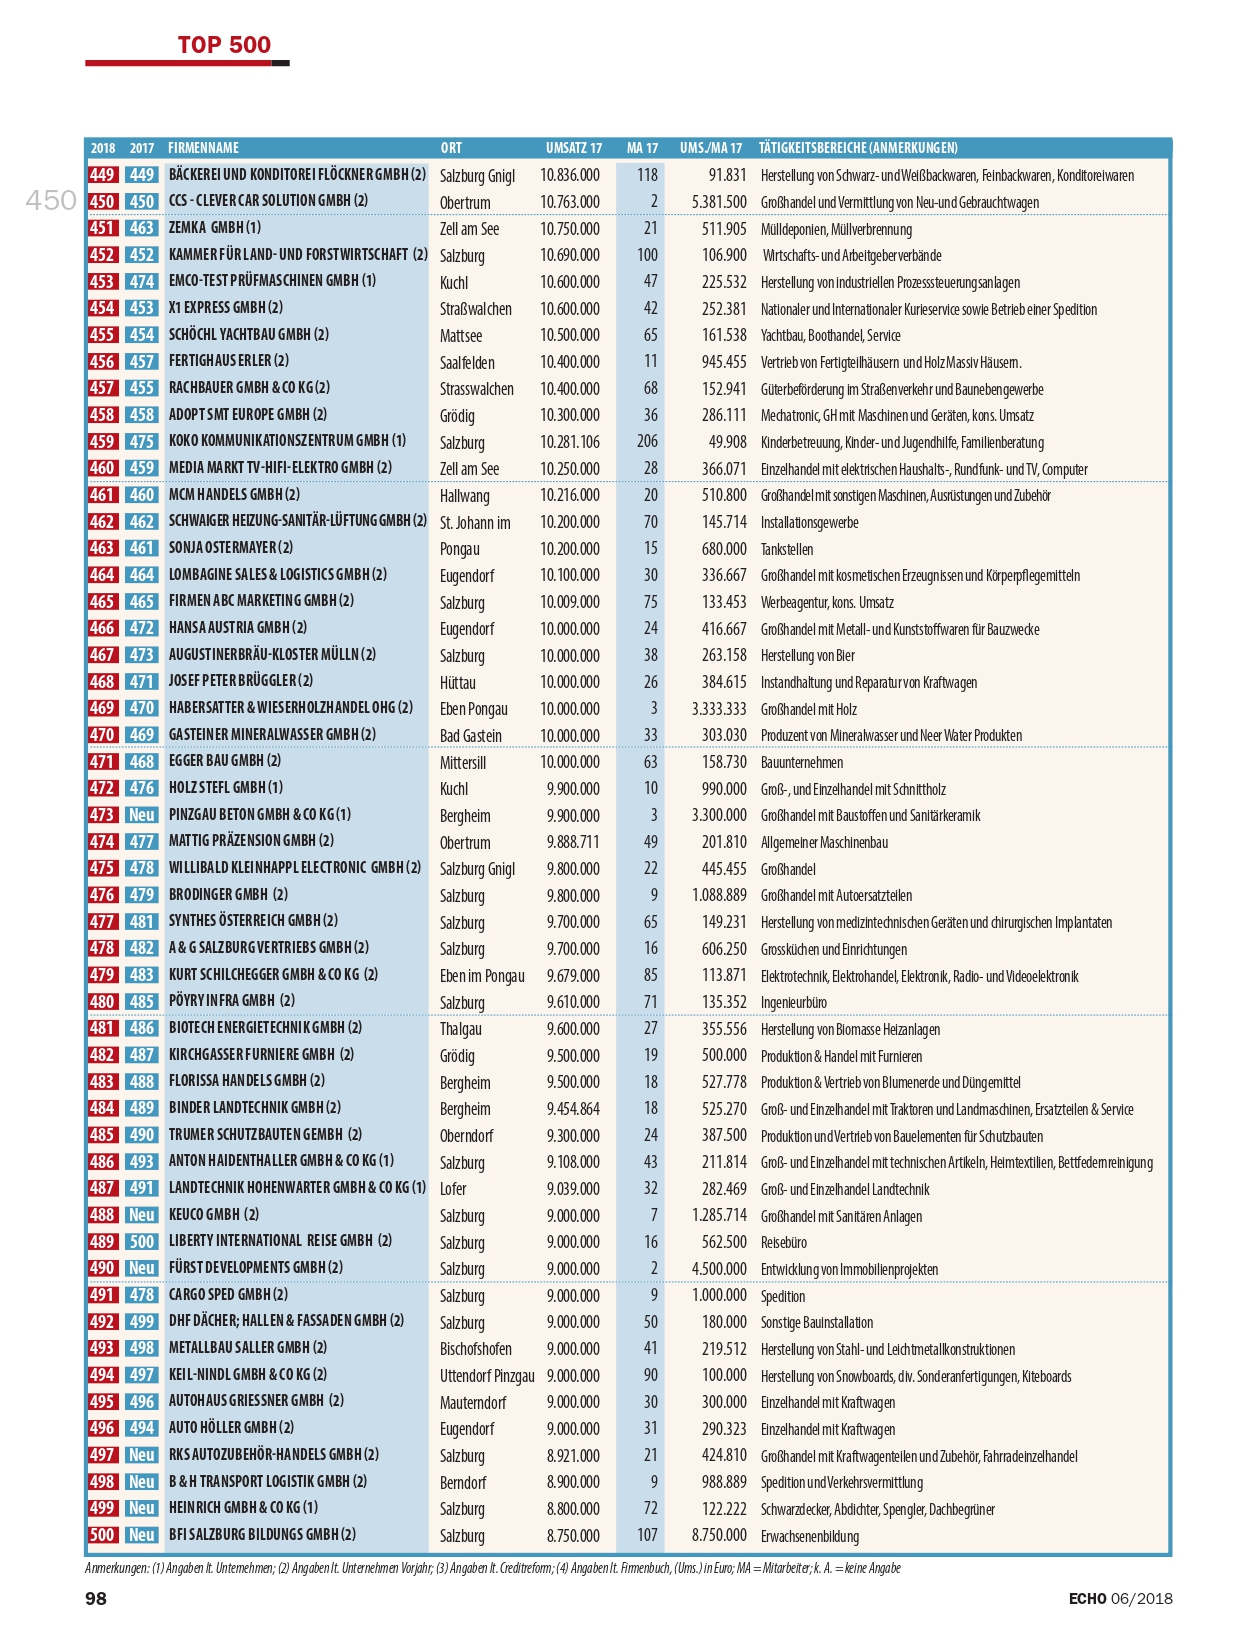 TOP 500
450
2018 2017 FIRMENNAME ORT UMSATZ 17 MA 17 UMS./MA 17 TÄTIGKEITSBEREICHE (ANMERKUNGEN)
449 449 BÄCKEREI UND KONDITOREI FLÖCKNER GMBH (2) Salzburg Gnigl 10.836.000 118 91.831 Herstellung von Schwarz- und Weißbackwaren, Feinbackwaren, Konditoreiwaren
450 450 CCS - CLEVER CAR SOLUTION GMBH (2) Obertrum 10.763.000 2 5.381.500 Großhandel und Vermittlung von Neu-und Gebrauchtwagen
451 463 ZEMKA GMBH (1) Zell am See 10.750.000 21 511.905 Mülldeponien, Müllverbrennung
452 452 KAMMER FÜR LAND- UND FORSTWIRTSCHAFT (2) Salzburg 10.690.000 100 106.900 Wirtschafts- und Arbeitgeberverbände
453 474 EMCO-TEST PRÜFMASCHINEN GMBH (1) Kuchl 10.600.000 47 225.532 Herstellung von industriellen Prozesssteuerungsanlagen
454 453 X1 EXPRESS GMBH (2) Straßwalchen 10.600.000 42 252.381 Nationaler und Internationaler Kurieservice sowie Betrieb einer Spedition
455 454 SCHÖCHL YACHTBAU GMBH (2) Mattsee 10.500.000 65 161.538 Yachtbau, Boothandel, Service
456 457 FERTIGHAUS ERLER (2) Saalfelden 10.400.000 11 945.455 Vertrieb von Fertigteilhäusern und Holz Massiv Häusern.
457 455 RACHBAUER GMBH & CO KG (2) Strasswalchen 10.400.000 68 152.941 Güterbeförderung im Straßenverkehr und Baunebengewerbe
458 458 ADOPT SMT EUROPE GMBH (2) Grödig 10.300.000 36 286.111 Mechatronic, GH mit Maschinen und Geräten, kons. Umsatz
459 475 KOKO KOMMUNIKATIONSZENTRUM GMBH (1) Salzburg 10.281.106 206 49.908 Kinderbetreuung, Kinder- und Jugendhilfe, Familienberatung
460 459 MEDIA MARKT TV-HIFI-ELEKTRO GMBH (2) Zell am See 10.250.000 28 366.071 Einzelhandel mit elektrischen Haushalts-, Rundfunk- und TV, Computer
461 460 MCM HANDELS GMBH (2) Hallwang 10.216.000 20 510.800 Großhandel mit sonstigen Maschinen, Ausrüstungen und Zubehör
462 462 SCHWAIGER HEIZUNG-SANITÄR-LÜFTUNG GMBH (2) St. Johann im 10.200.000 70 145.714 Installationsgewerbe
463 461 SONJA OSTERMAYER (2) Pongau 10.200.000 15 680.000 Tankstellen
464 464 LOMBAGINE SALES & LOGISTICS GMBH (2) Eugendorf 10.100.000 30 336.667 Großhandel mit kosmetischen Erzeugnissen und Körperpflegemitteln
465 465 FIRMEN ABC MARKETING GMBH (2) Salzburg 10.009.000 75 133.453 Werbeagentur, kons. Umsatz
466 472 HANSA AUSTRIA GMBH (2) Eugendorf 10.000.000 24 416.667 Großhandel mit Metall- und Kunststoffwaren für Bauzwecke
467 473 AUGUSTINERBRÄU-KLOSTER MÜLLN (2) Salzburg 10.000.000 38 263.158 Herstellung von Bier
468 471 JOSEF PETER BRÜGGLER (2) Hüttau 10.000.000 26 384.615 Instandhaltung und Reparatur von Kraftwagen
469 470 HABERSATTER & WIESERHOLZHANDEL OHG (2) Eben Pongau 10.000.000 3 3.333.333 Großhandel mit Holz
470 469 GASTEINER MINERALWASSER GMBH (2) Bad Gastein 10.000.000 33 303.030 Produzent von Mineralwasser und Neer Water Produkten
471 468 EGGER BAU GMBH (2) Mittersill 10.000.000 63 158.730 Bauunternehmen
472 476 HOLZ STEFL GMBH (1) Kuchl 9.900.000 10 990.000 Groß-, und Einzelhandel mit Schnittholz
473 Neu PINZGAU BETON GMBH & CO KG (1) Bergheim 9.900.000 3 3.300.000 Großhandel mit Baustoffen und Sanitärkeramik
474 477 MATTIG PRÄZENSION GMBH (2) Obertrum 9.888.711 49 201.810 Allgemeiner Maschinenbau
475 478 WILLIBALD KLEINHAPPL ELECTRONIC GMBH (2) Salzburg Gnigl 9.800.000 22 445.455 Großhandel
476 479 BRODINGER GMBH (2) Salzburg 9.800.000 9 1.088.889 Großhandel mit Autoersatzteilen
477 481 SYNTHES ÖSTERREICH GMBH (2) Salzburg 9.700.000 65 149.231 Herstellung von medizintechnischen Geräten und chirurgischen Implantaten
478 482 A & G SALZBURG VERTRIEBS GMBH (2) Salzburg 9.700.000 16 606.250 Grossküchen und Einrichtungen
479 483 KURT SCHILCHEGGER GMBH & CO KG (2) Eben im Pongau 9.679.000 85 113.871 Elektrotechnik, Elektrohandel, Elektronik, Radio- und Videoelektronik
480 485 PÖYRY INFRA GMBH (2) Salzburg 9.610.000 71 135.352 Ingenieurbüro
481 486 BIOTECH ENERGIETECHNIK GMBH (2) Thalgau 9.600.000 27 355.556 Herstellung von Biomasse Heizanlagen
482 487 KIRCHGASSER FURNIERE GMBH (2) Grödig 9.500.000 19 500.000 Produktion & Handel mit Furnieren
483 488 FLORISSA HANDELS GMBH (2) Bergheim 9.500.000 18 527.778 Produktion & Vertrieb von Blumenerde und Düngemittel
484 489 BINDER LANDTECHNIK GMBH (2) Bergheim 9.454.864 18 525.270 Groß- und Einzelhandel mit Traktoren und Landmaschinen, Ersatzteilen & Service
485 490 TRUMER SCHUTZBAUTEN GEMBH (2) Oberndorf 9.300.000 24 387.500 Produktion und Vertrieb von Bauelementen für Schutzbauten
486 493 ANTON HAIDENTHALLER GMBH & CO KG (1) Salzburg 9.108.000 43 211.814 Groß- und Einzelhandel mit technischen Artikeln, Heimtextilien, Bettfedernreinigung
487 491 LANDTECHNIK HOHENWARTER GMBH & CO KG (1) Lofer 9.039.000 32 282.469 Groß- und Einzelhandel Landtechnik
488 Neu KEUCO GMBH (2) Salzburg 9.000.000 7 1.285.714 Großhandel mit Sanitären Anlagen
489 500 LIBERTY INTERNATIONAL REISE GMBH (2) Salzburg 9.000.000 16 562.500 Reisebüro
490 Neu FÜRST DEVELOPMENTS GMBH (2) Salzburg 9.000.000 2 4.500.000 Entwicklung von Immobilienprojekten
491 478 CARGO SPED GMBH (2) Salzburg 9.000.000 9 1.000.000 Spedition
492 499 DHF DÄCHER; HALLEN & FASSADEN GMBH (2) Salzburg 9.000.000 50 180.000 Sonstige Bauinstallation
493 498 METALLBAU SALLER GMBH (2) Bischofshofen 9.000.000 41 219.512 Herstellung von Stahl- und Leichtmetallkonstruktionen
494 497 KEIL-NINDL GMBH & CO KG (2) Uttendorf Pinzgau 9.000.000 90 100.000 Herstellung von Snowboards, div. Sonderanfertigungen, Kiteboards
495 496 AUTOHAUS GRIESSNER GMBH (2) Mauterndorf 9.000.000 30 300.000 Einzelhandel mit Kraftwagen
496 494 AUTO HÖLLER GMBH (2) Eugendorf 9.000.000 31 290.323 Einzelhandel mit Kraftwagen
497 Neu RKS AUTOZUBEHÖR-HANDELS GMBH (2) Salzburg 8.921.000 21 424.810 Großhandel mit Kraftwagenteilen und Zubehör, Fahrradeinzelhandel
498 Neu B & H TRANSPORT LOGISTIK GMBH (2) Berndorf 8.900.000 9 988.889 Spedition und Verkehrsvermittlung
499 Neu HEINRICH GMBH & CO KG (1) Salzburg 8.800.000 72 122.222 Schwarzdecker, Abdichter, Spengler, Dachbegrüner
500 Neu BFI SALZBURG BILDUNGS GMBH (2) Salzburg 8.750.000 107 8.750.000 Erwachsenenbildung
Anmerkungen: (1) Angaben lt. Unternehmen; (2) Angaben lt. Unternehmen Vorjahr; (3) Angaben lt. Creditreform; (4) Angaben lt. Firmenbuch, (Ums.) in Euro; MA = Mitarbeiter; k. A. = keine Angabe
98
ECHO 06/2018